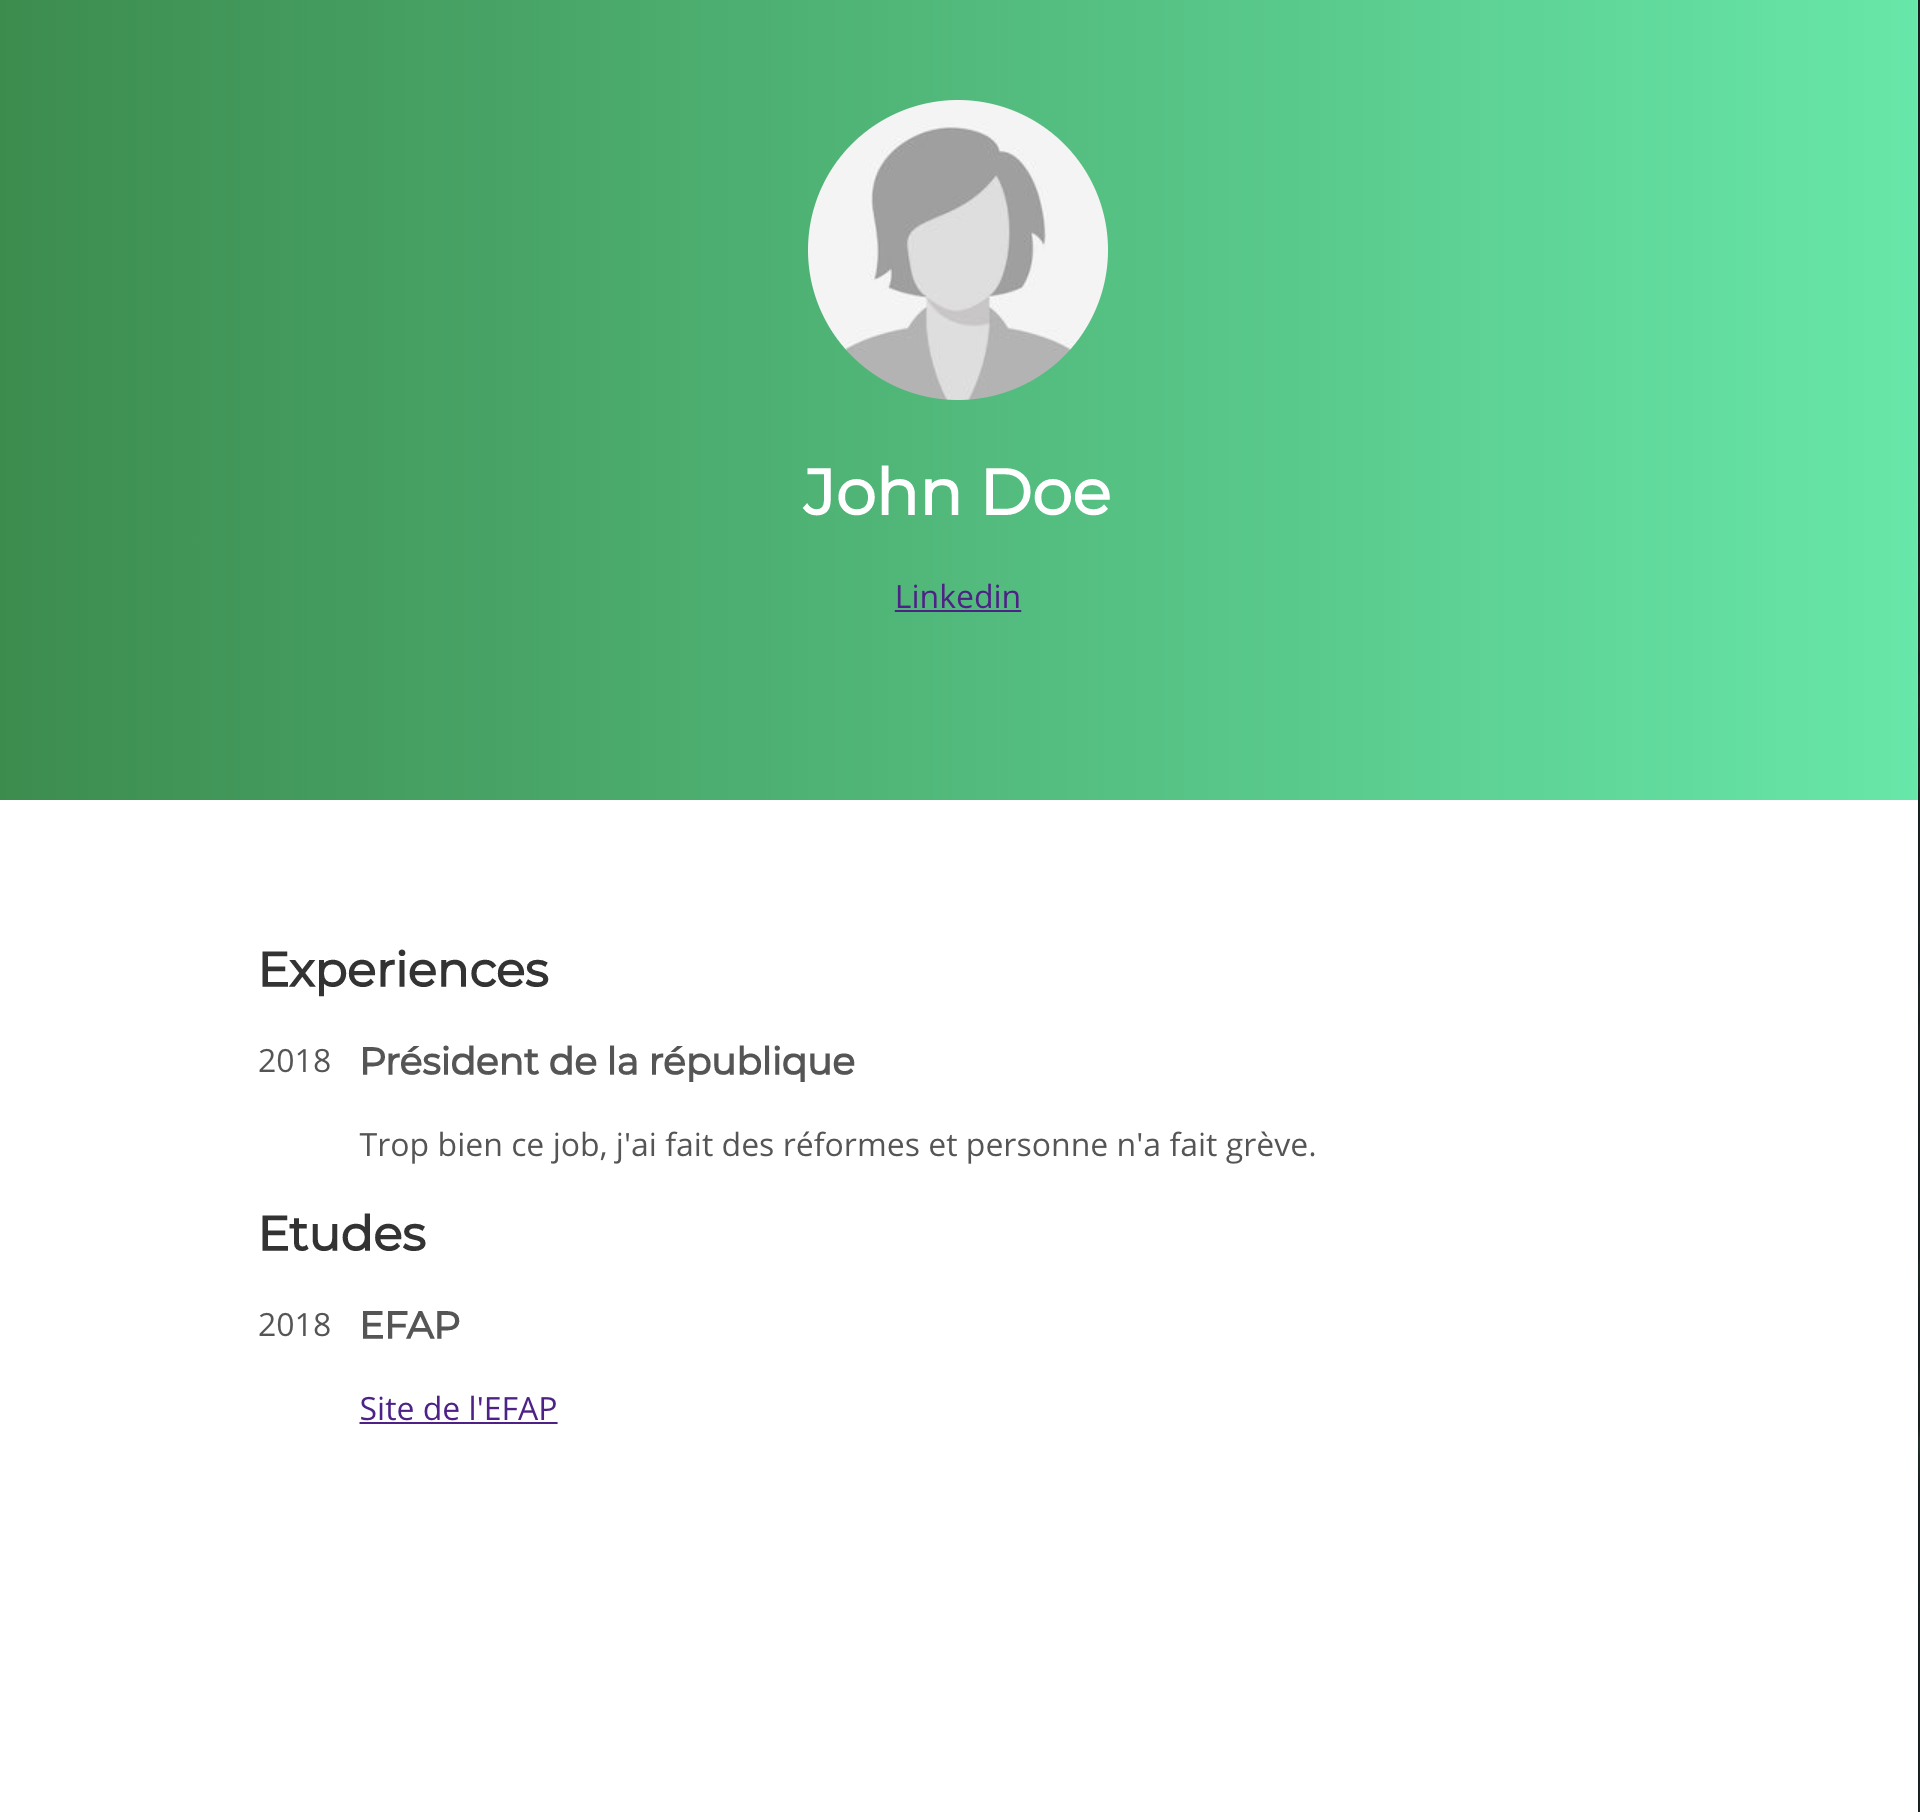 John Doe
Linkedin
Experiences
2018 Président de la république
Trop bien ce job, j'ai fait des réformes et personne n'a fait grève.
Etudes
2018 EFAP
Site de l'EFAP